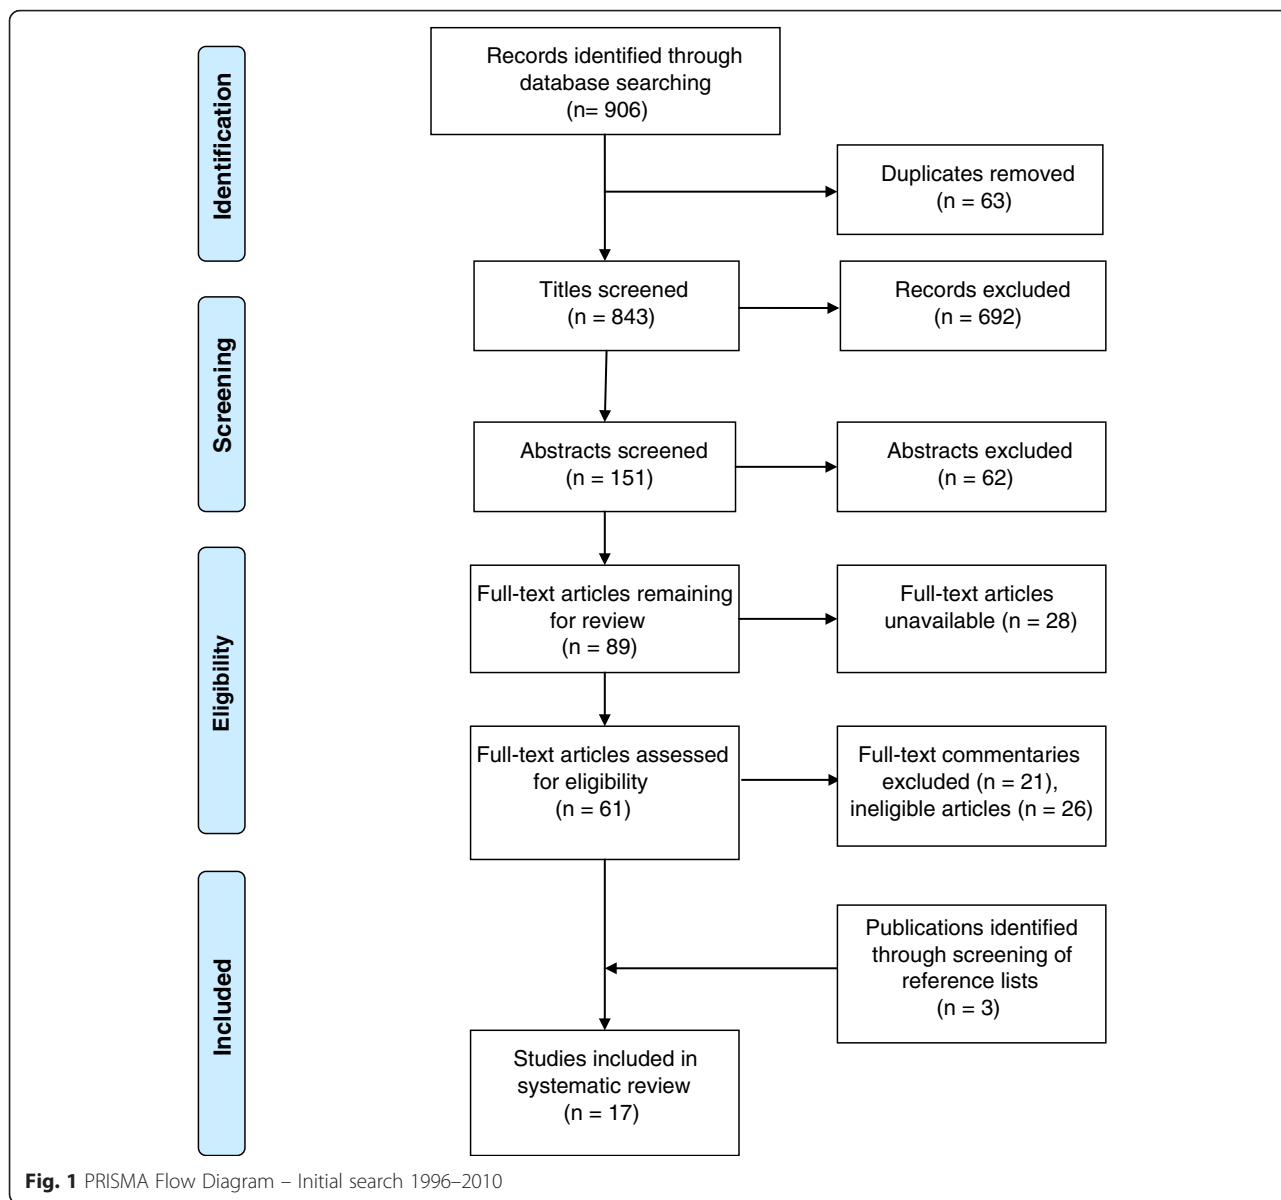 Identification
Records identified through
database searching
(n= 906)
Duplicates removed
(n = 63)
Screening
Titles screened
(n = 843)
Records excluded
(n = 692)
Abstracts screened
(n = 151)
Abstracts excluded
(n = 62)
Eligibility
Full-text articles remaining
for review
(n = 89)
Full-text articles
unavailable (n = 28)
Full-text articles assessed
for eligibility
(n = 61)
Full-text commentaries
excluded (n = 21),
ineligible articles (n = 26)
Included
Publications identified
through screening of
reference lists
(n = 3)
Studies included in
systematic review
(n = 17)
Fig. 1 PRISMA Flow Diagram – Initial search 1996–2010